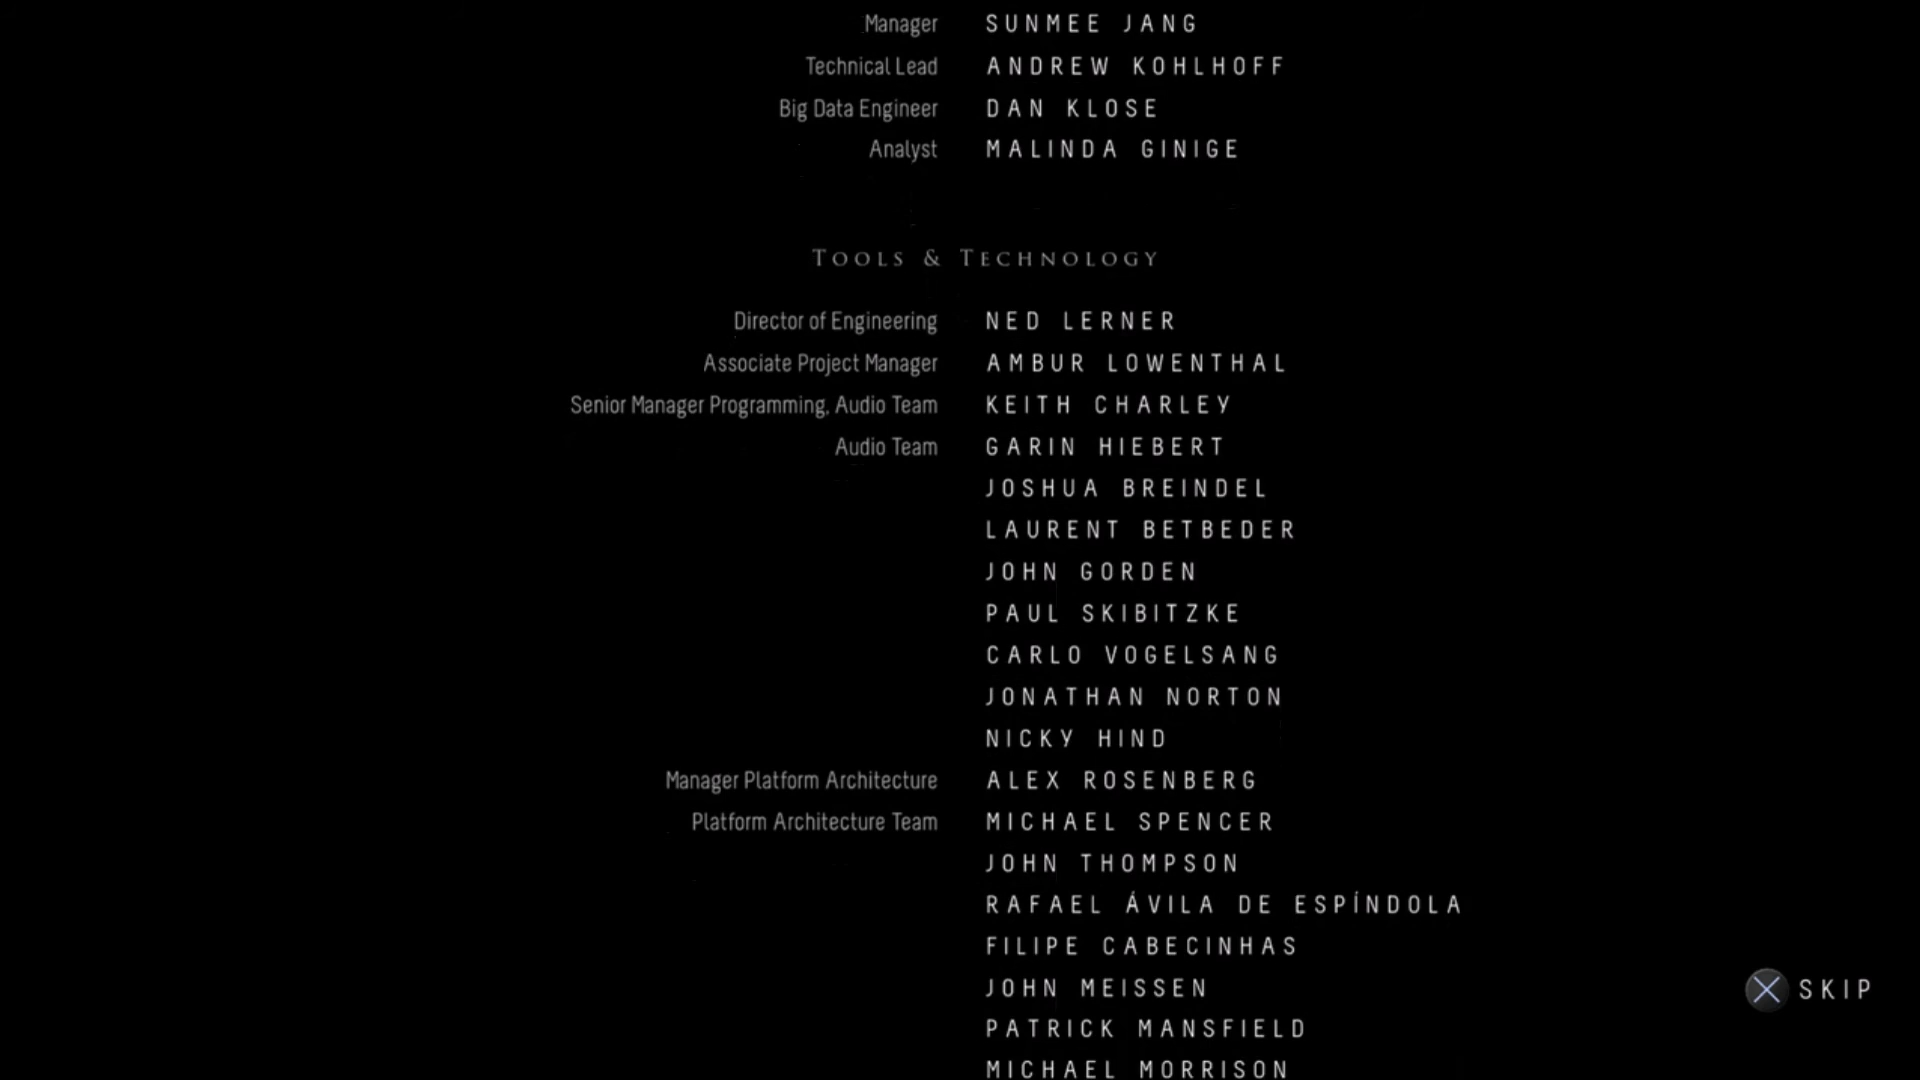 Manager SUNMEE JANG
Technical Lead ANDREW KOHLHOFF
Big Data Engineer DAN KLOSE
Analyst MALINDA GINIGE
TOOLS & TECHNOLOGY
Director of Engineering NED LERNER
Associate Project Manager AMBUR LOWENTHAL
Senior Manager Programming, Audio Team KEITH CHARLEY
Audio Team GARIN HIEBERT
JOSHUA BREINDEL
LAURENT BETBEDER
JOHN GORDEN
PAUL SKIBITZKE
CARLO VOGELSANG
JONATHAN NORTON
NICKY HIND
Manager Platform Architecture ALEX ROSENBERG
Platform Architecture Team MICHAEL SPENCER
JOHN THOMPSON
RAFAEL ÁVILA DE ESPÍNDOLA
FILIPE CABECINHAS
JOHN MEISSEN
SKIP
PATRICK MANSFIELD
MICHAEL MORRISON